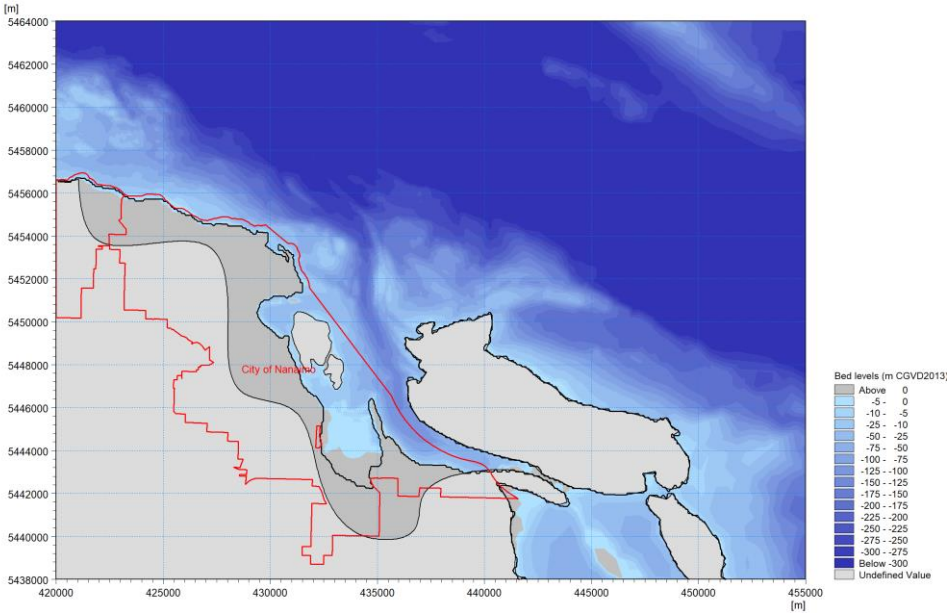 [m]
5464000
5462000
5460000
5458000
5456000
5454000
5452000
5450000
5448000
5446000
5444000
5442000
5440000
5438000
City of Nanaimo
420000 425000 430000 435000 440000 445000 450000 455000
[m]
Bed levels (m CGVD2013)
Above 0
-5 - 0
-10 - -5
-25 - -10
-50 - -25
-75 - -50
-100 - -75
-125 - -100
-150 - -125
-175 - -150
-200 - -175
-225 - -200
-250 - -225
-275 - -250
-300 - -275
Below -300
Undefined Value